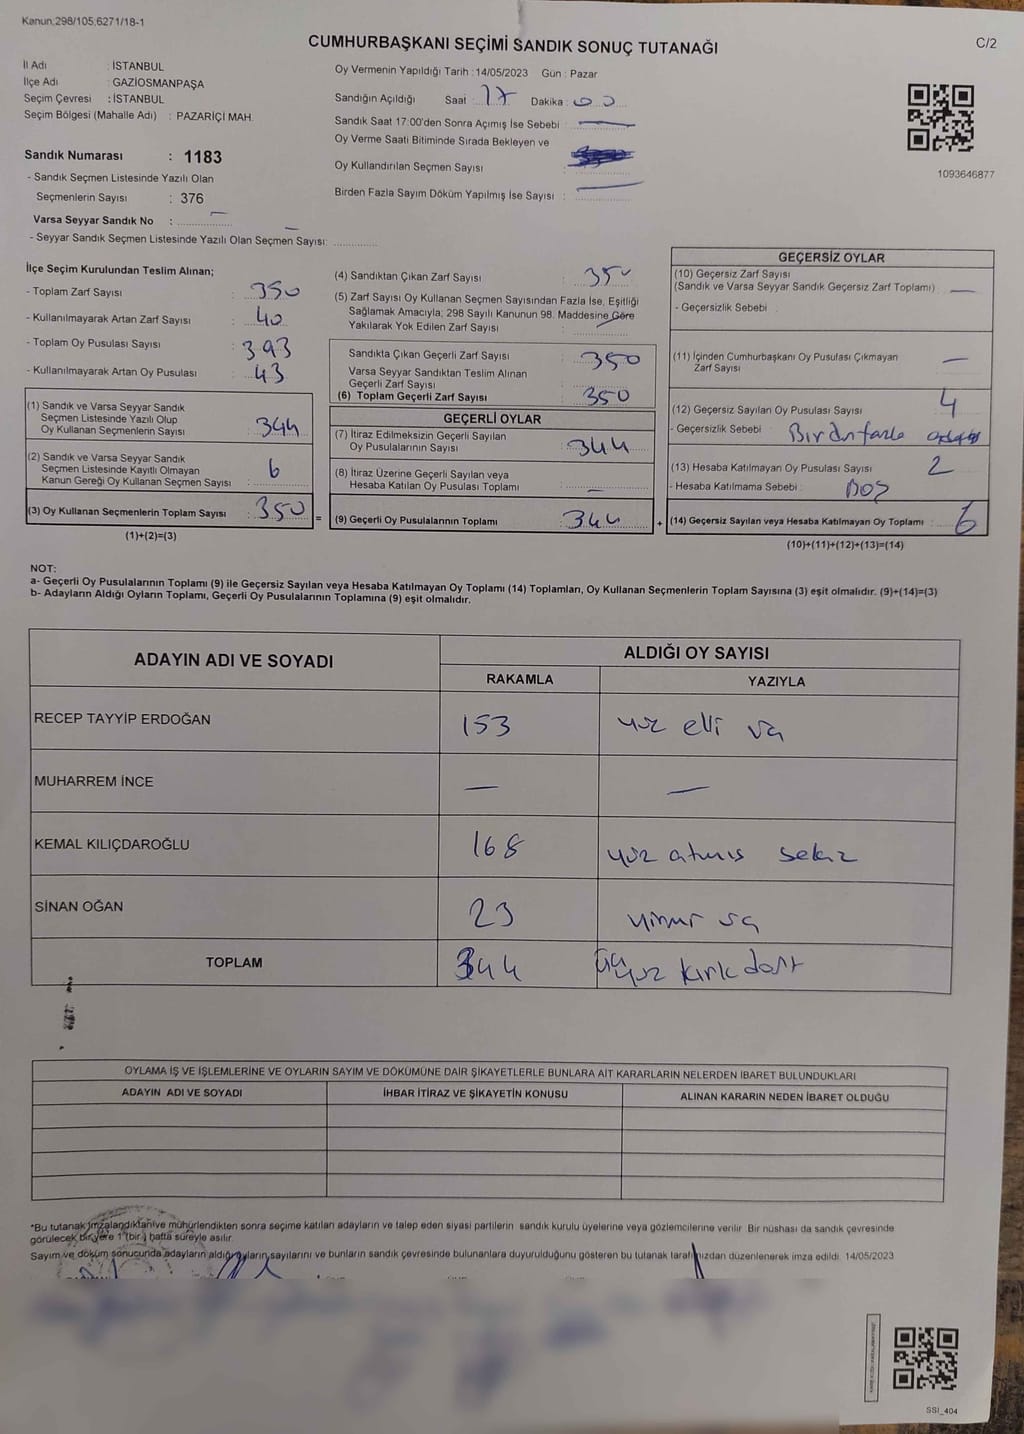 Kanun.298/105,6271/18-1
CUMHURBAŞKANI SEÇİMİ SANDIK SONUÇ TUTANAĞI
C/2
İl Adı : İSTANBUL
İlçe Adı : GAZİOSMANPAŞA
Seçim Çevresi : İSTANBUL
Seçim Bölgesi (Mahalle Adı) : PAZARİÇİ MAH.
Sandık Numarası : 1183
- Sandık Seçmen Listesinde Yazılı Olan
Seçmenlerin Sayısı : 376
Varsa Seyyar Sandık No : —
- Seyyar Sandık Seçmen Listesinde Yazılı Olan Seçmen Sayısı: —
Oy Vermenin Yapıldığı Tarih : 14/05/2023 Gün : Pazar
Sandığın Açıldığı Saat : 17 Dakika : 00
Sandık Saat 17.00'den Sonra Açımış İse Sebebi : —
Oy Verme Saati Bitiminde Sırada Bekleyen ve
Oy Kullandırılan Seçmen Sayısı :
Birden Fazla Sayım Döküm Yapılmış İse Sayısı : —
1093646877
İlçe Seçim Kurulundan Teslim Alınan;
- Toplam Zarf Sayısı : 350
- Kullanılmayarak Artan Zarf Sayısı : 40
- Toplam Oy Pusulası Sayısı : 393
- Kullanılmayarak Artan Oy Pusulası : 43
(1) Sandık ve Varsa Seyyar Sandık
Seçmen Listesinde Yazılı Olup
Oy Kullanan Seçmenlerin Sayısı : 344
(2) Sandık ve Varsa Seyyar Sandık
Seçmen Listesinde Kayıtlı Olmayan
Kanun Gereği Oy Kullanan Seçmen Sayısı : 6
(3) Oy Kullanan Seçmenlerin Toplam Sayısı : 350
(1)+(2)=(3)
(4) Sandıktan Çıkan Zarf Sayısı : 350
(5) Zarf Sayısı Oy Kullanan Seçmen Sayısından Fazla İse, Eşitliği
Sağlamak Amacıyla; 298 Sayılı Kanunun 98. Maddesine Göre
Yakılarak Yok Edilen Zarf Sayısı : —
Sandıkta Çıkan Geçerli Zarf Sayısı : 350
Varsa Seyyar Sandıktan Teslim Alınan
Geçerli Zarf Sayısı :
(6) Toplam Geçerli Zarf Sayısı : 350
GEÇERLİ OYLAR
(7) İtiraz Edilmeksizin Geçerli Sayılan
Oy Pusulalarının Sayısı : 344
(8) İtiraz Üzerine Geçerli Sayılan veya
Hesaba Katılan Oy Pusulası Toplamı : —
= (9) Geçerli Oy Pusulalarının Toplamı : 344
GEÇERSİZ OYLAR
(10) Geçersiz Zarf Sayısı
(Sandık ve Varsa Seyyar Sandık Geçersiz Zarf Toplamı) : —
- Geçersizlik Sebebi :
(11) İçinden Cumhurbaşkanı Oy Pusulası Çıkmayan
Zarf Sayısı : —
(12) Geçersiz Sayılan Oy Pusulası Sayısı : 4
- Geçersizlik Sebebi : Birden fazla
(13) Hesaba Katılmayan Oy Pusulası Sayısı : 2
- Hesaba Katılmama Sebebi : Boş
+ (14) Geçersiz Sayılan veya Hesaba Katılmayan Oy Toplamı : 6
(10)+(11)+(12)+(13)=(14)
NOT:
a- Geçerli Oy Pusulalarının Toplamı (9) ile Geçersiz Sayılan veya Hesaba Katılmayan Oy Toplamı (14) Toplamları, Oy Kullanan Seçmenlerin Toplam Sayısına (3) eşit olmalıdır. (9)+(14)=(3)
b- Adayların Aldığı Oyların Toplamı, Geçerli Oy Pusulalarının Toplamına (9) eşit olmalıdır.
ADAYIN ADI VE SOYADI
ALDIĞI OY SAYISI
RAKAMLA YAZIYLA
RECEP TAYYİP ERDOĞAN 153 yüz elli üç
MUHARREM İNCE — —
KEMAL KILIÇDAROĞLU 168 yüz atmış sekiz
SİNAN OĞAN 23 yirmi üç
TOPLAM 344 üçyüz kırk dört
OYLAMA İŞ VE İŞLEMLERİNE VE OYLARIN SAYIM VE DÖKÜMÜNE DAİR ŞİKAYETLERLE BUNLARA AİT KARARLARIN NELERDEN İBARET BULUNDUKLARI
ADAYIN ADI VE SOYADI İHBAR İTİRAZ VE ŞİKAYETİN KONUSU ALINAN KARARIN NEDEN İBARET OLDUĞU
*Bu tutanak imzalandıktan ve mühürlendikten sonra seçime katılan adayların ve talep eden siyasi partilerin sandık kurulu üyelerine veya gözlemcilerine verilir. Bir nüshası da sandık çevresinde
görülecek bir yere 1 (bir) hafta süreyle asılır.
Sayım ve döküm sonucunda adayların aldığı oyların sayılarını ve bunların sandık çevresinde bulunanlara duyurulduğunu gösteren bu tutanak tarafımızdan düzenlenerek imza edildi. 14/05/2023
SSI_404